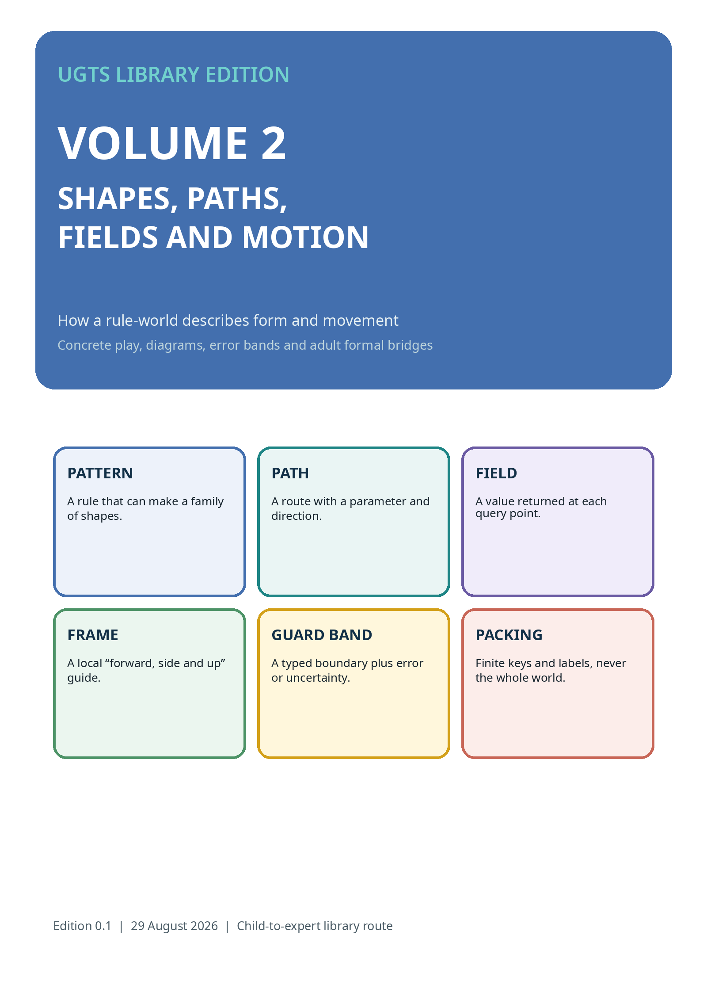 UGTS LIBRARY EDITION
VOLUME 2
SHAPES, PATHS,
FIELDS AND MOTION
How a rule-world describes form and movement
Concrete play, diagrams, error bands and adult formal bridges
PATTERN
A rule that can make a family
of shapes.
PATH
A route with a parameter and
direction.
FIELD
A value returned at each
query point.
FRAME
A local “forward, side and up”
guide.
GUARD BAND
A typed boundary plus error
or uncertainty.
PACKING
Finite keys and labels, never
the whole world.
Edition 0.1 | 29 August 2026 | Child-to-expert library route